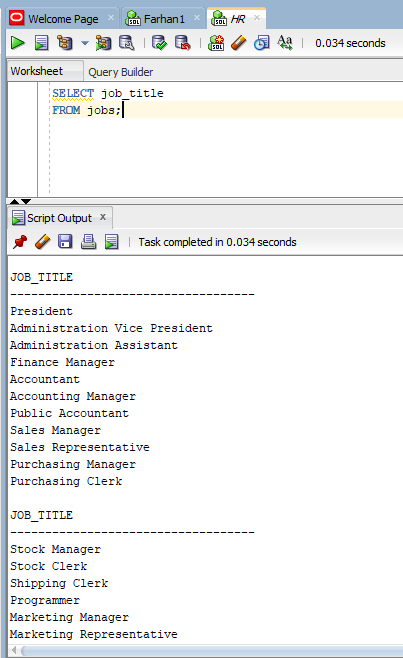 Welcome Page × Farhan1 × HR ×
0.034 seconds
Worksheet Query Builder
SELECT job_title
FROM jobs;
Script Output ×
Task completed in 0.034 seconds
JOB_TITLE
-----------------------------------
President
Administration Vice President
Administration Assistant
Finance Manager
Accountant
Accounting Manager
Public Accountant
Sales Manager
Sales Representative
Purchasing Manager
Purchasing Clerk
JOB_TITLE
-----------------------------------
Stock Manager
Stock Clerk
Shipping Clerk
Programmer
Marketing Manager
Marketing Representative